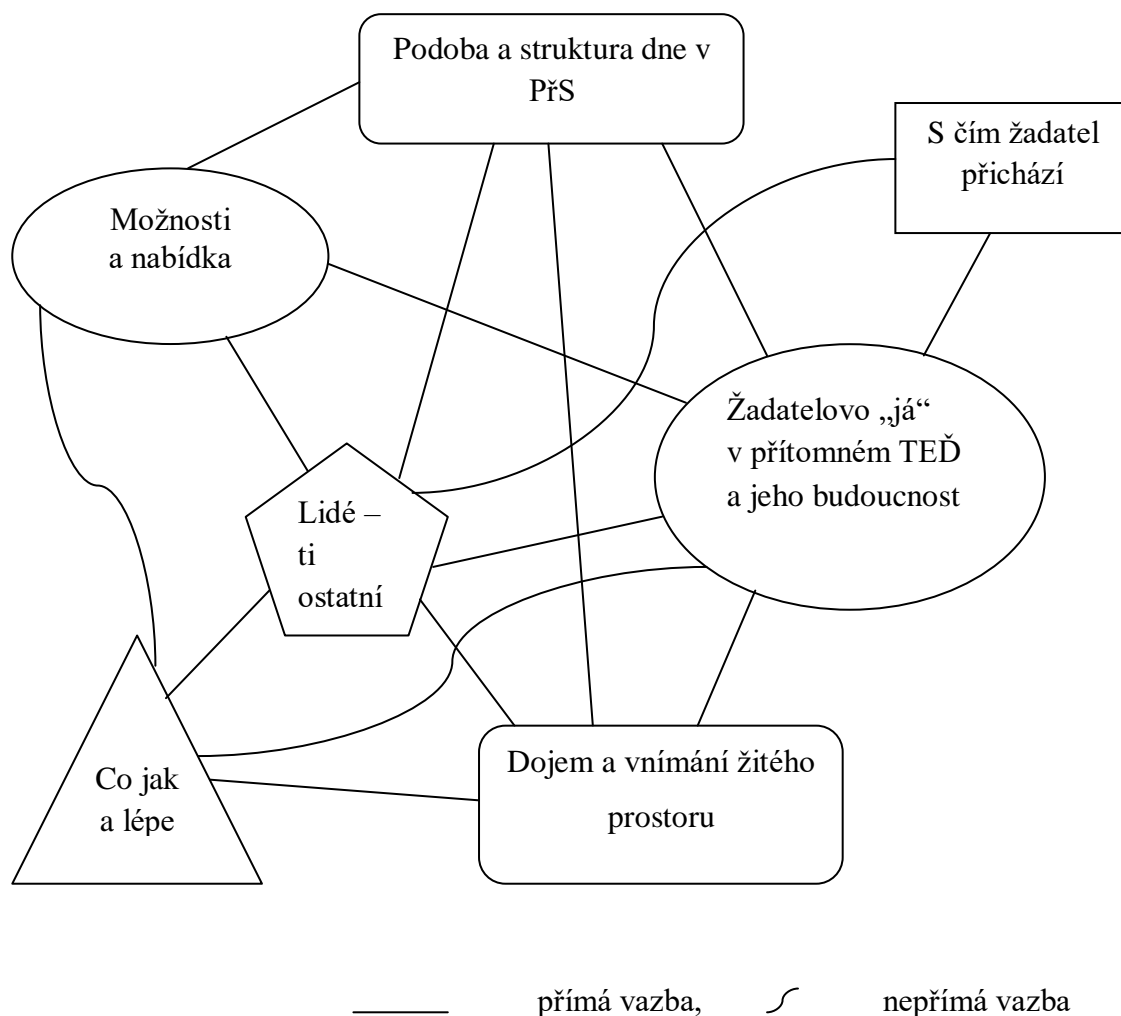 Podoba a struktura dne v
PřS
S čím žadatel
přichází
Možnosti
a nabídka
Žadatelovo „já“
v přítomném TEĎ
a jeho budoucnost
Lidé –
ti
ostatní
Co jak
a lépe
Dojem a vnímání žitého
prostoru
přímá vazba, nepřímá vazba